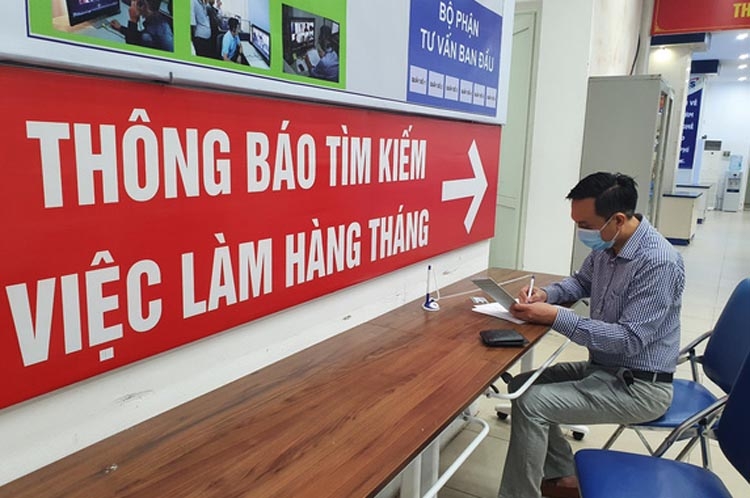 BỘ PHẬN
TƯ VẤN BAN ĐẦU
THÔNG BÁO TÌM KIẾM
VIỆC LÀM HÀNG THÁNG